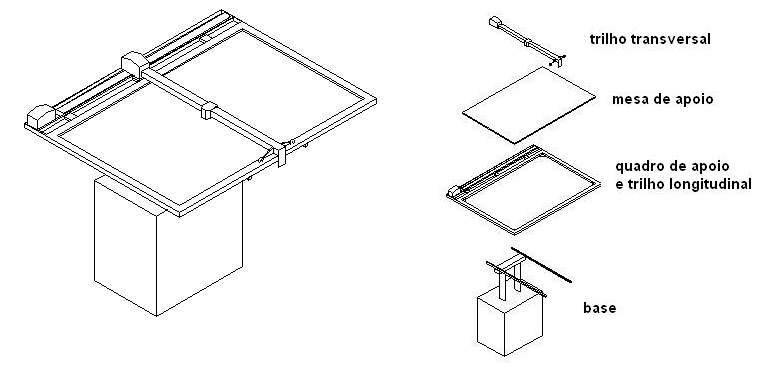 trilho transversal
mesa de apoio
quadro de apoio
e trilho longitudinal
base